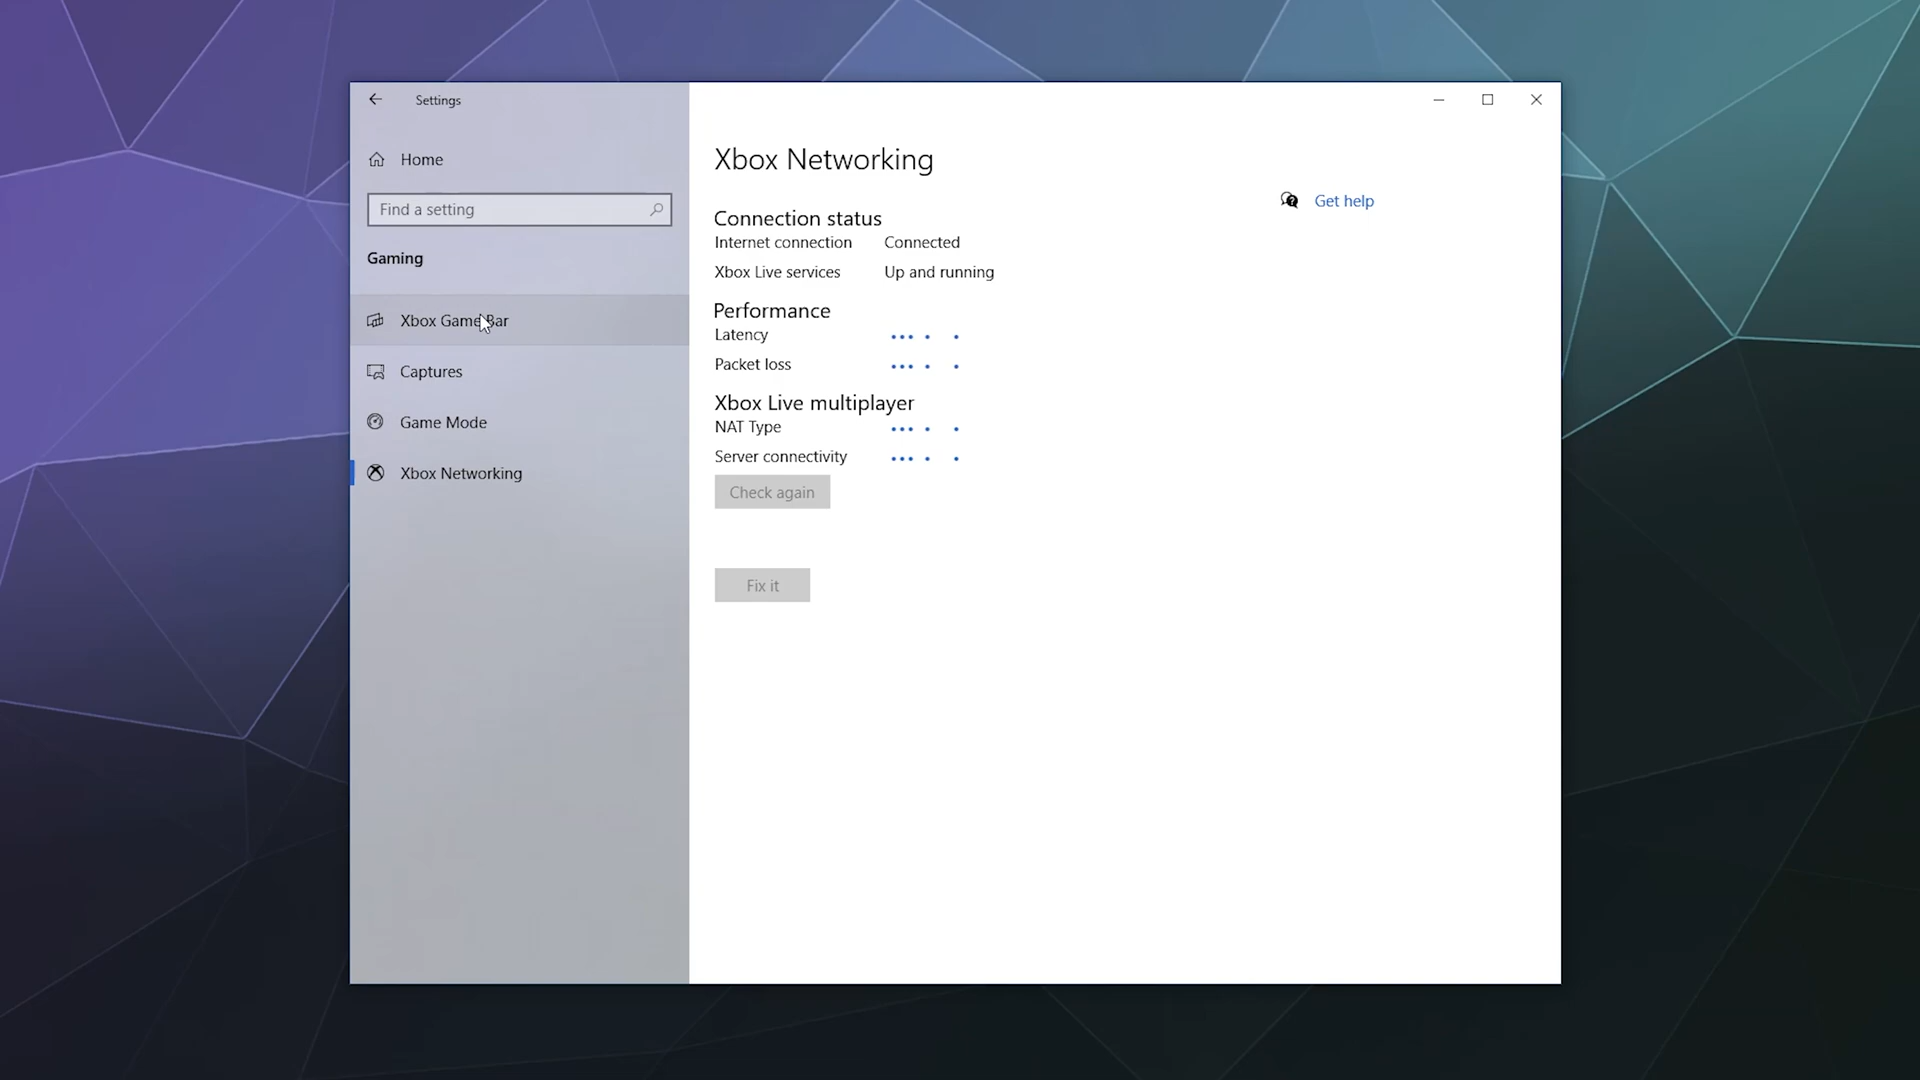 Settings
Home
Find a setting
Gaming
Xbox Game Bar
Captures
Game Mode
Xbox Networking
Xbox Networking
Get help
Connection status
Internet connection Connected
Xbox Live services Up and running
Performance
Latency
Packet loss
Xbox Live multiplayer
NAT Type
Server connectivity
Check again
Fix it